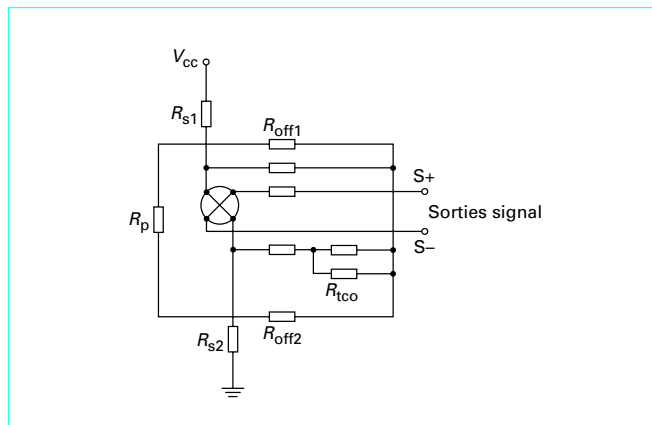 Vcc
Rs1
Roff1
S+
Sorties signal
Rp
S–
Rtco
Rs2
Roff2